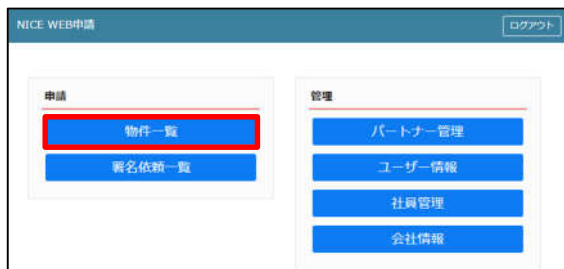 NICE WEB申請
ログアウト
申請
物件一覧
署名依頼一覧
管理
パートナー管理
ユーザー情報
社員管理
会社情報